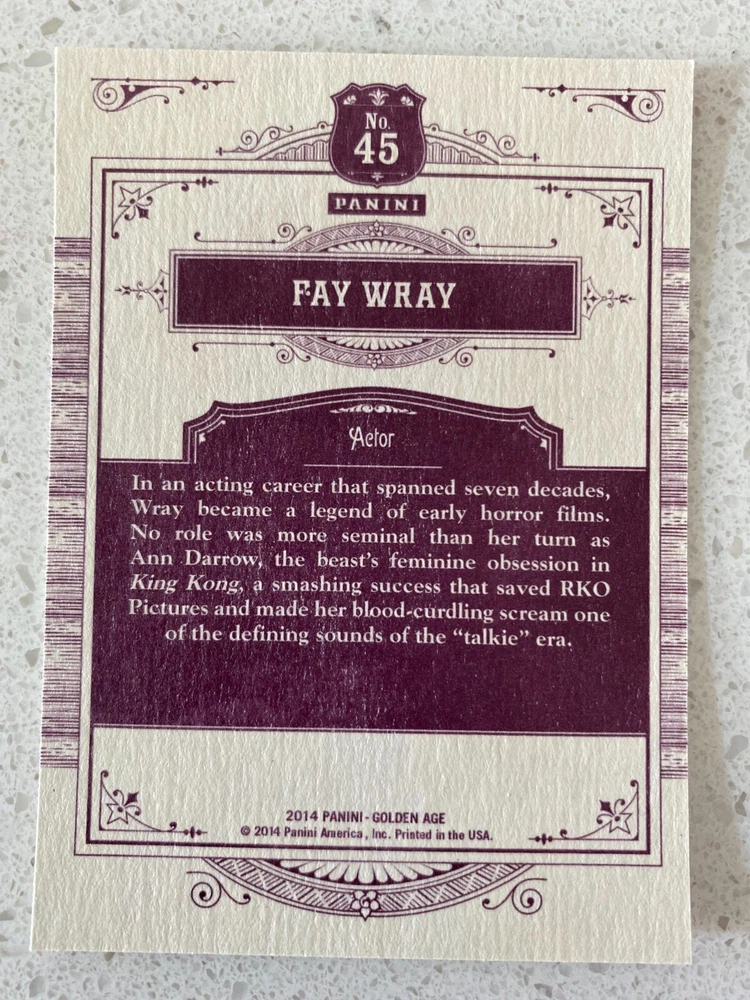 No.
45
PANINI
FAY WRAY
Actor
In an acting career that spanned seven decades,
Wray became a legend of early horror films.
No role was more seminal than her turn as
Ann Darrow, the beast's feminine obsession in
King Kong, a smashing success that saved RKO
Pictures and made her blood-curdling scream one
of the defining sounds of the “talkie” era.
2014 PANINI - GOLDEN AGE
© 2014 Panini America, Inc. Printed in the USA.